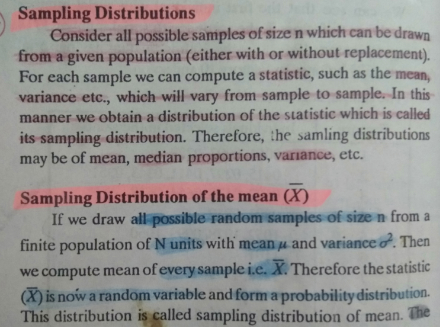 Sampling Distributions
Consider all possible samples of size n which can be drawn
from a given population (either with or without replacement).
For each sample we can compute a statistic, such as the mean,
variance etc., which will vary from sample to sample. In this
manner we obtain a distribution of the statistic which is called
its sampling distribution. Therefore, the samling distributions
may be of mean, median proportions, variance, etc.
Sampling Distribution of the mean (X̅)
If we draw all possible random samples of size n from a
finite population of N units with mean μ and variance σ². Then
we compute mean of every sample i.e. X̅. Therefore the statistic
(X̅) is now a random variable and form a probability distribution.
This distribution is called sampling distribution of mean. The